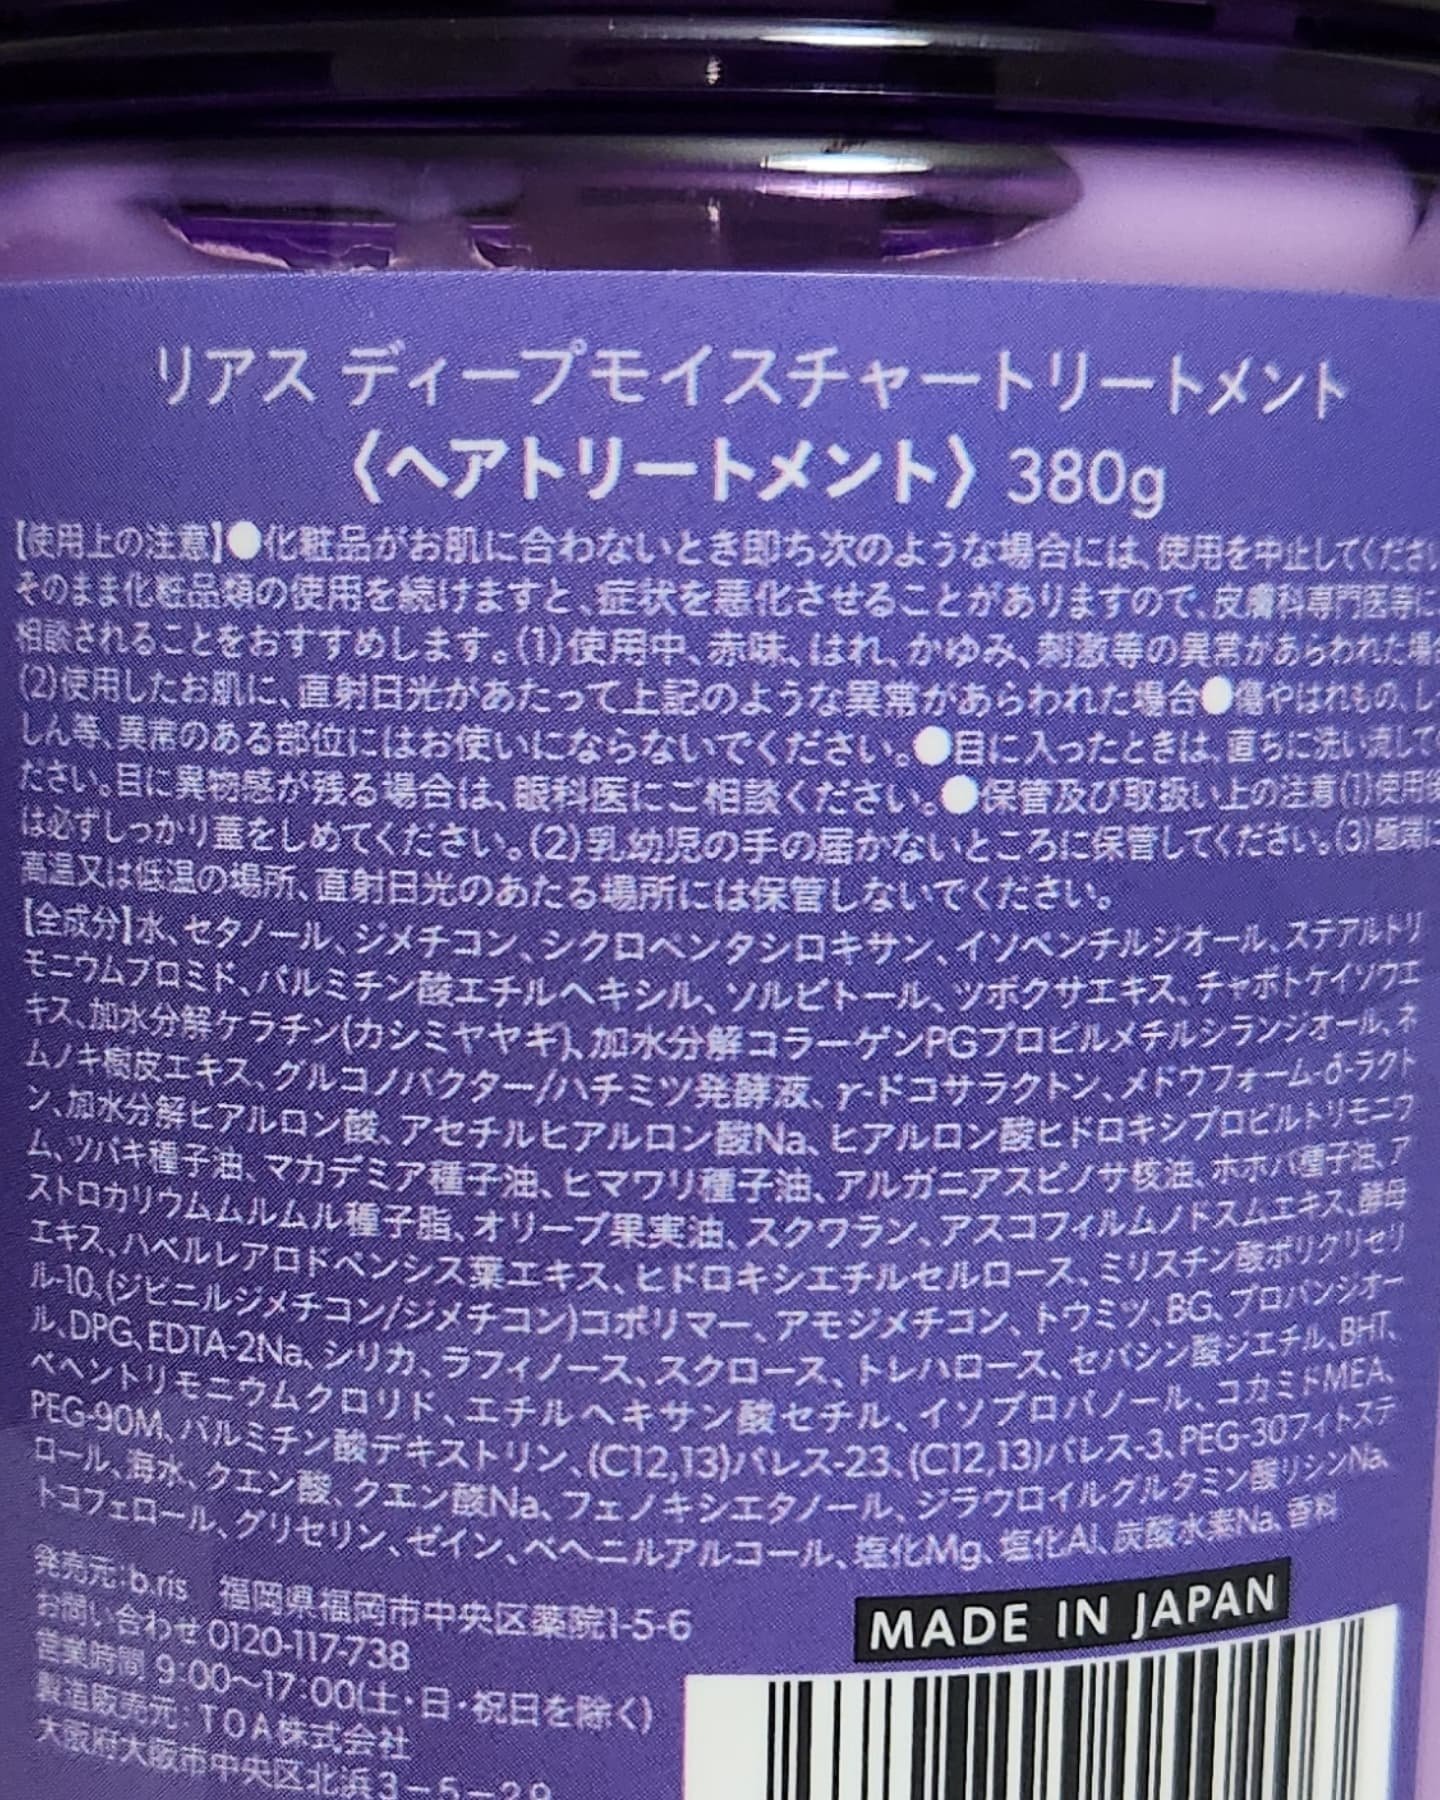 リアス ディープモイスチャートリートメント
〈ヘアトリートメント〉380g
【使用上の注意】●化粧品がお肌に合わないとき即ち次のような場合には、使用を中止してください
そのまま化粧品類の使用を続けますと、症状を悪化させることがありますので、皮膚科専門医等に
相談されることをおすすめします。(1)使用中、赤味、はれ、かゆみ、刺激等の異常があらわれた場合
(2)使用したお肌に、直射日光があたって上記のような異常があらわれた場合●傷やはれもの、し
しん等、異常のある部位にはお使いにならないでください。●目に入ったときは、直ちに洗い流して
ださい。目に異物感が残る場合は、眼科医にご相談ください。●保管及び取扱い上の注意(1)使用後
は必ずしっかり蓋をしめてください。(2)乳幼児の手の届かないところに保管してください。(3)極端に
高温又は低温の場所、直射日光のあたる場所には保管しないでください。
【全成分】水、セタノール、ジメチコン、シクロペンタシロキサン、イソペンチルジオール、ステアルトリ
モニウムブロミド、パルミチン酸エチルヘキシル、ソルビトール、ツボクサエキス、チャボトケイソウエ
キス、加水分解ケラチン(カシミヤヤギ)、加水分解コラーゲンPGプロピルメチルシランジオール、ネ
ムノキ樹皮エキス、グルコノバクター/ハチミツ発酵液、γ-ドコサラクトン、メドウフォーム-δ-ラクト
ン、加水分解ヒアルロン酸、アセチルヒアルロン酸Na、ヒアルロン酸ヒドロキシプロピルトリモニウ
ム、ツバキ種子油、マカデミア種子油、ヒマワリ種子油、アルガニアスピノサ核油、ホホバ種子油、ア
ストロカリウムムルムル種子脂、オリーブ果実油、スクワラン、アスコフィルムノドスムエキス、酵母
エキス、ハベルレアロドペンシス葉エキス、ヒドロキシエチルセルロース、ミリスチン酸ポリグリセリ
ル-10、(ジビニルジメチコン/ジメチコン)コポリマー、アモジメチコン、トウミツ、BG、プロパンジオー
ル、DPG、EDTA-2Na、シリカ、ラフィノース、スクロース、トレハロース、セバシン酸ジエチル、BHT、
ベヘントリモニウムクロリド、エチルヘキサン酸セチル、イソプロパノール、コカミドMEA、
PEG-90M、パルミチン酸デキストリン、(C12,13)パレス-23、(C12,13)パレス-3、PEG-30フィトステ
ロール、海水、クエン酸、クエン酸Na、フェノキシエタノール、ジラウロイルグルタミン酸リシンNa、
トコフェロール、グリセリン、ゼイン、ベヘニルアルコール、塩化Mg、塩化Al、炭酸水素Na、香料
発売元:b.ris 福岡県福岡市中央区薬院1-5-6
お問い合わせ 0120-117-738
営業時間 9:00〜17:00(土・日・祝日を除く)
製造販売元:TOA株式会社
大阪府大阪市中央区北浜3-5-29
MADE IN JAPAN